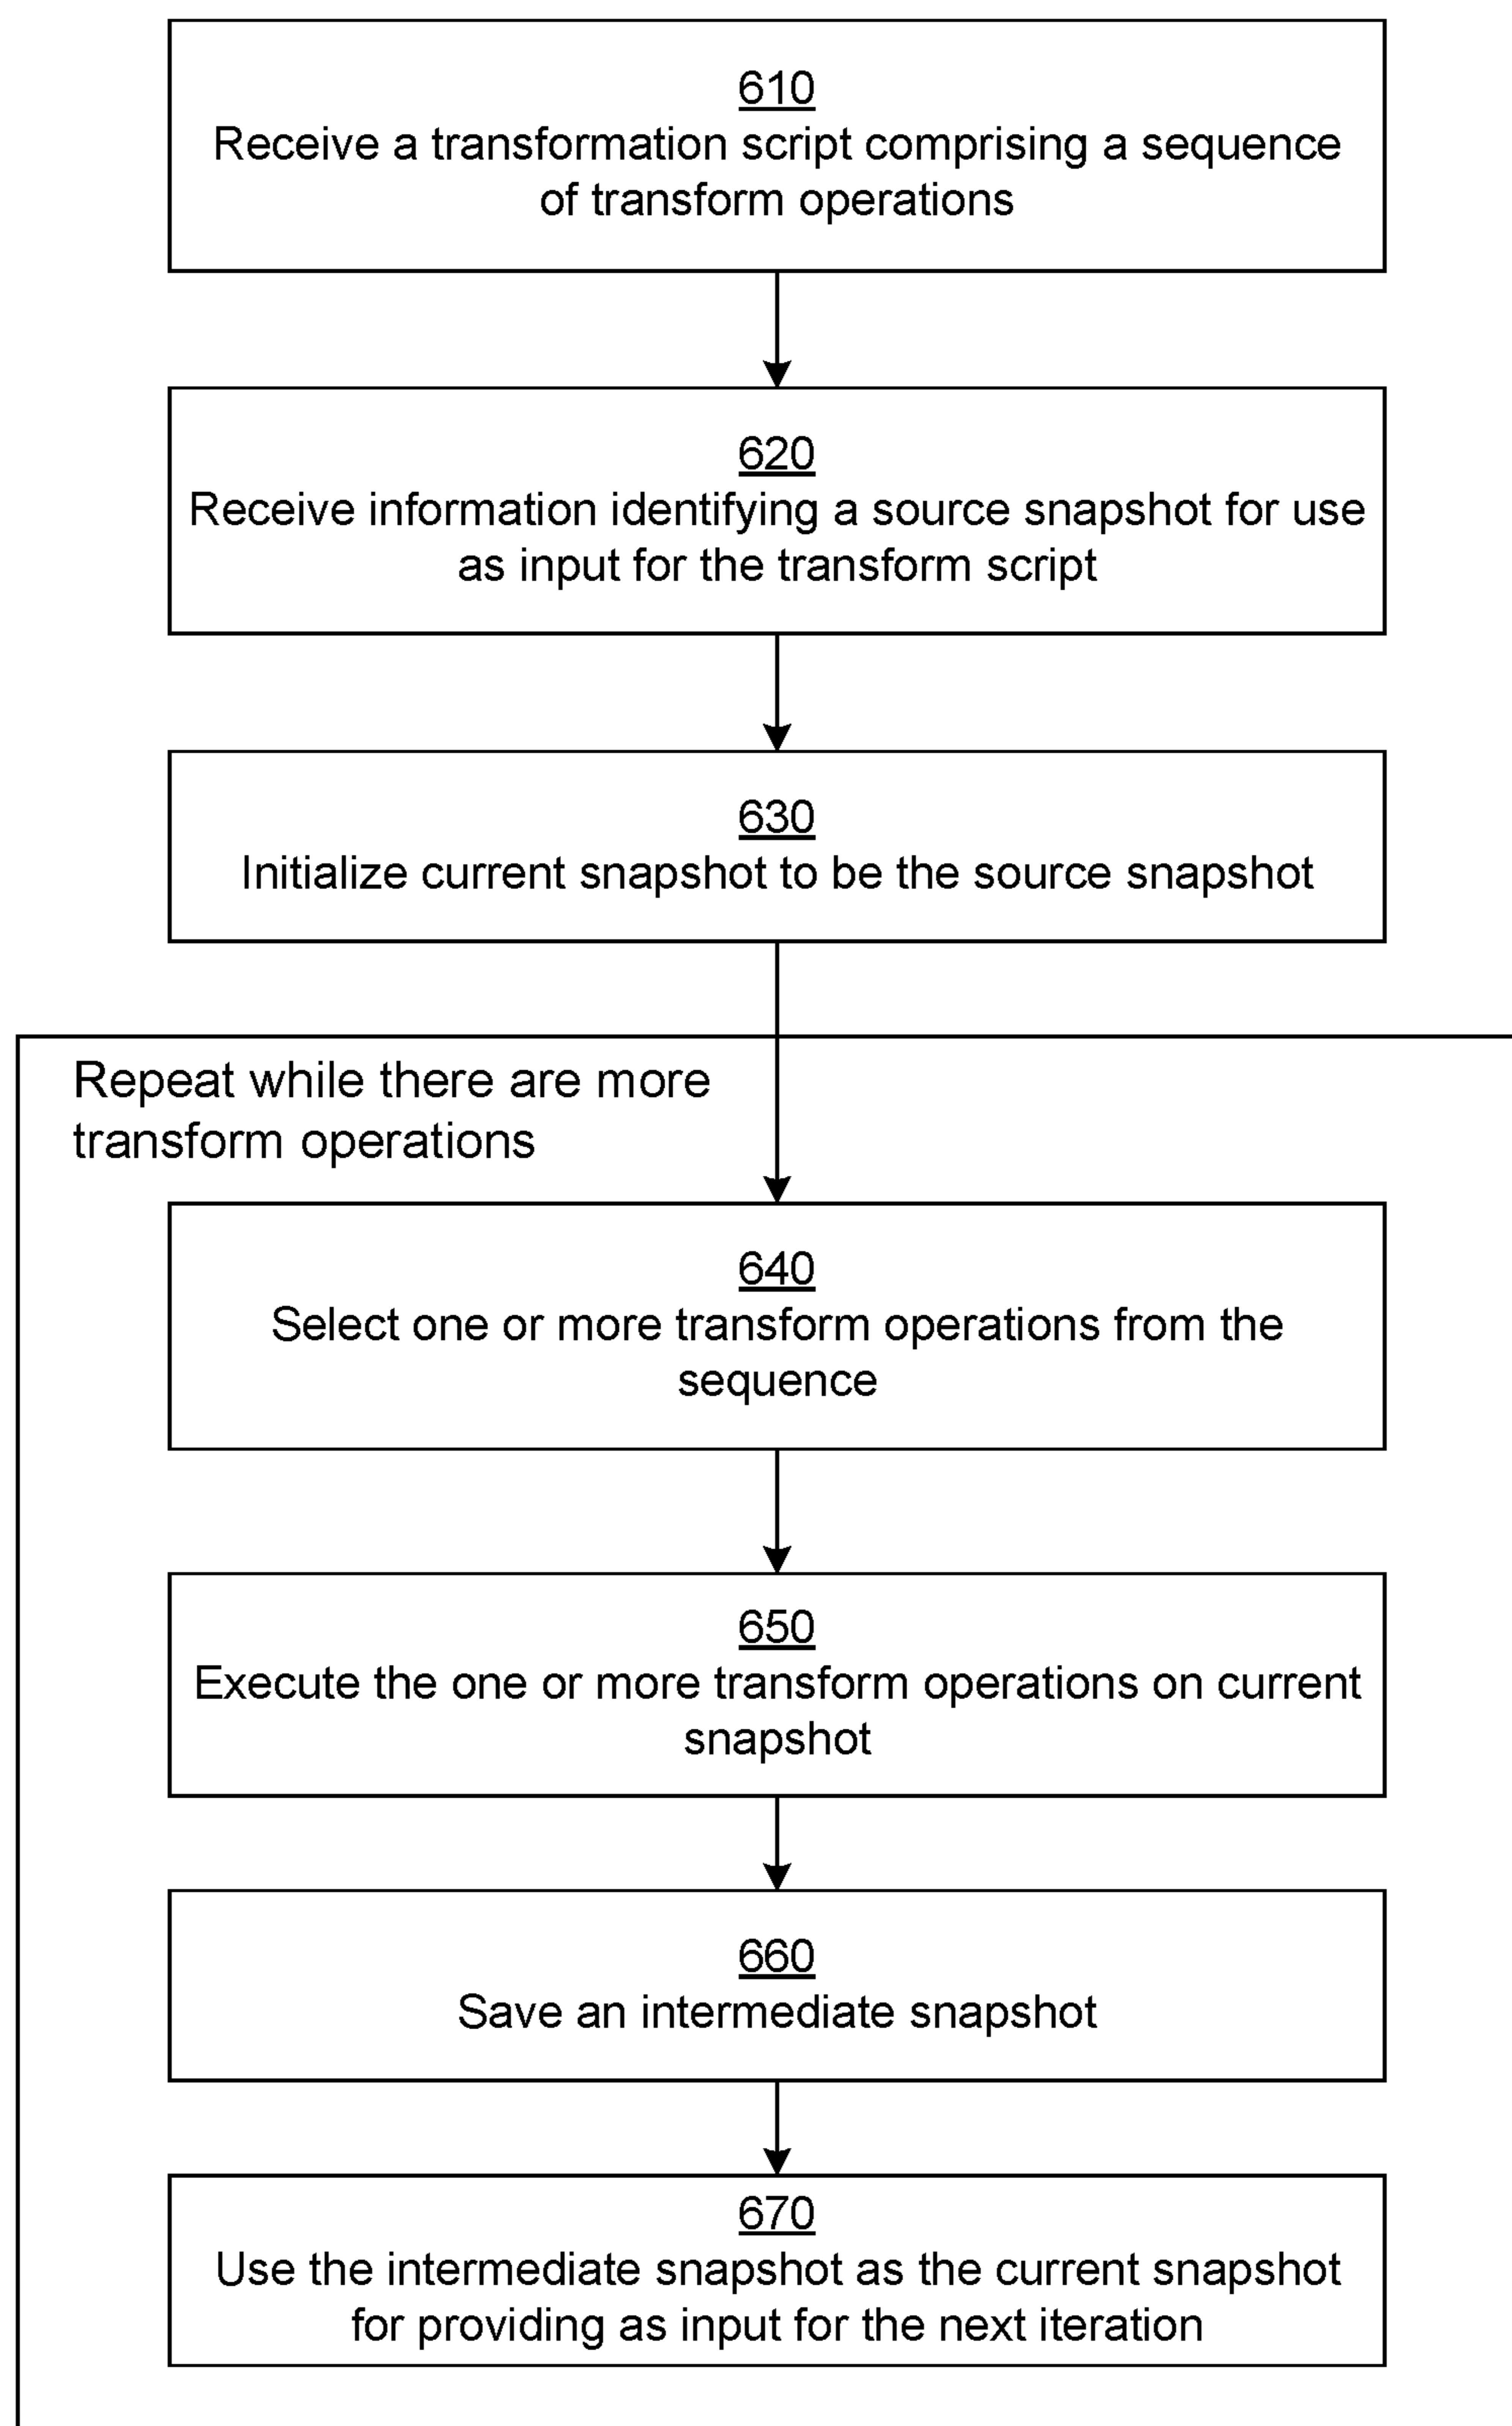 610
Receive a transformation script comprising a sequence
of transform operations
620
Receive information identifying a source snapshot for use
as input for the transform script
630
Initialize current snapshot to be the source snapshot
Repeat while there are more
transform operations
640
Select one or more transform operations from the
sequence
650
Execute the one or more transform operations on current
snapshot
660
Save an intermediate snapshot
670
Use the intermediate snapshot as the current snapshot
for providing as input for the next iteration